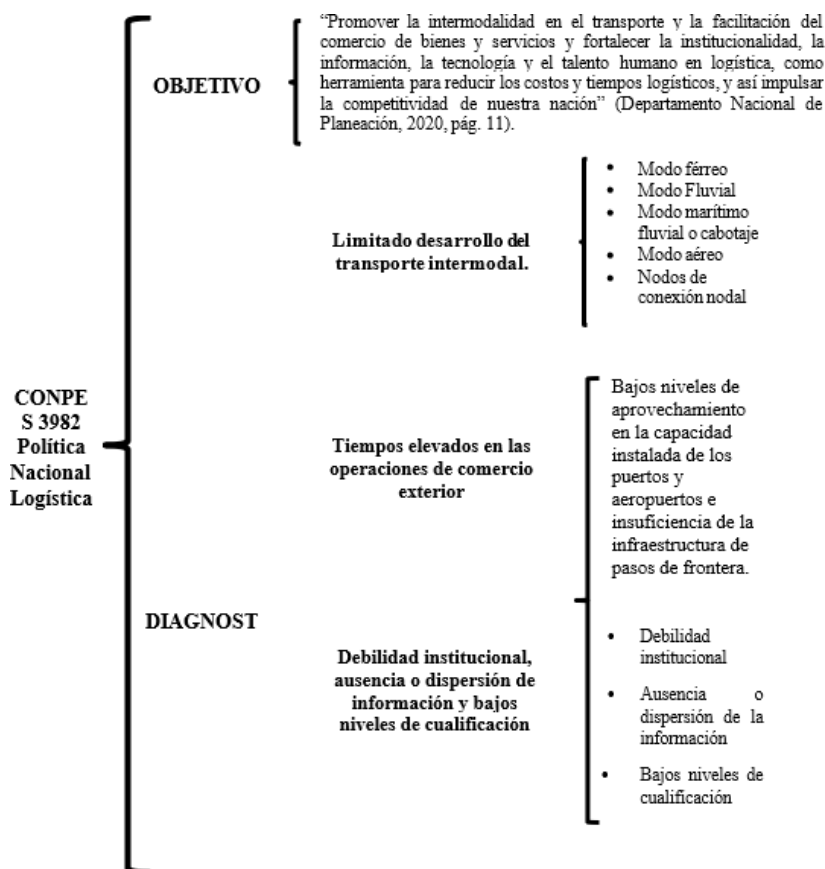 “Promover la intermodalidad en el transporte y la facilitación del
comercio de bienes y servicios y fortalecer la institucionalidad, la
información, la tecnología y el talento humano en logística, como
herramienta para reducir los costos y tiempos logísticos, y así impulsar
la competitividad de nuestra nación” (Departamento Nacional de
Planeación, 2020, pág. 11).
OBJETIVO
• Modo férreo
• Modo Fluvial
• Modo marítimo
fluvial o cabotaje
• Modo aéreo
• Nodos de
conexión nodal
Limitado desarrollo del
transporte intermodal.
CONPE
S 3982
Política
Nacional
Logística
Tiempos elevados en las
operaciones de comercio
exterior
Bajos niveles de
aprovechamiento
en la capacidad
instalada de los
puertos y
aeropuertos e
insuficiencia de la
infraestructura de
pasos de frontera.
DIAGNOST
Debilidad institucional,
ausencia o dispersión de
información y bajos
niveles de cualificación
• Debilidad
institucional
• Ausencia o
dispersión de la
información
• Bajos niveles de
cualificación